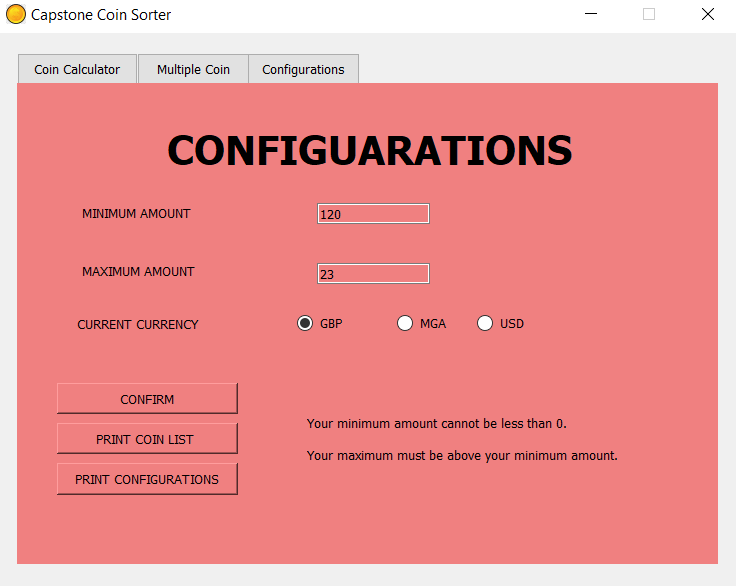 Capstone Coin Sorter
Coin Calculator Multiple Coin Configurations
CONFIGUARATIONS
MINIMUM AMOUNT 120
MAXIMUM AMOUNT 23
CURRENT CURRENCY GBP MGA USD
CONFIRM
Your minimum amount cannot be less than 0.
PRINT COIN LIST
Your maximum must be above your minimum amount.
PRINT CONFIGURATIONS